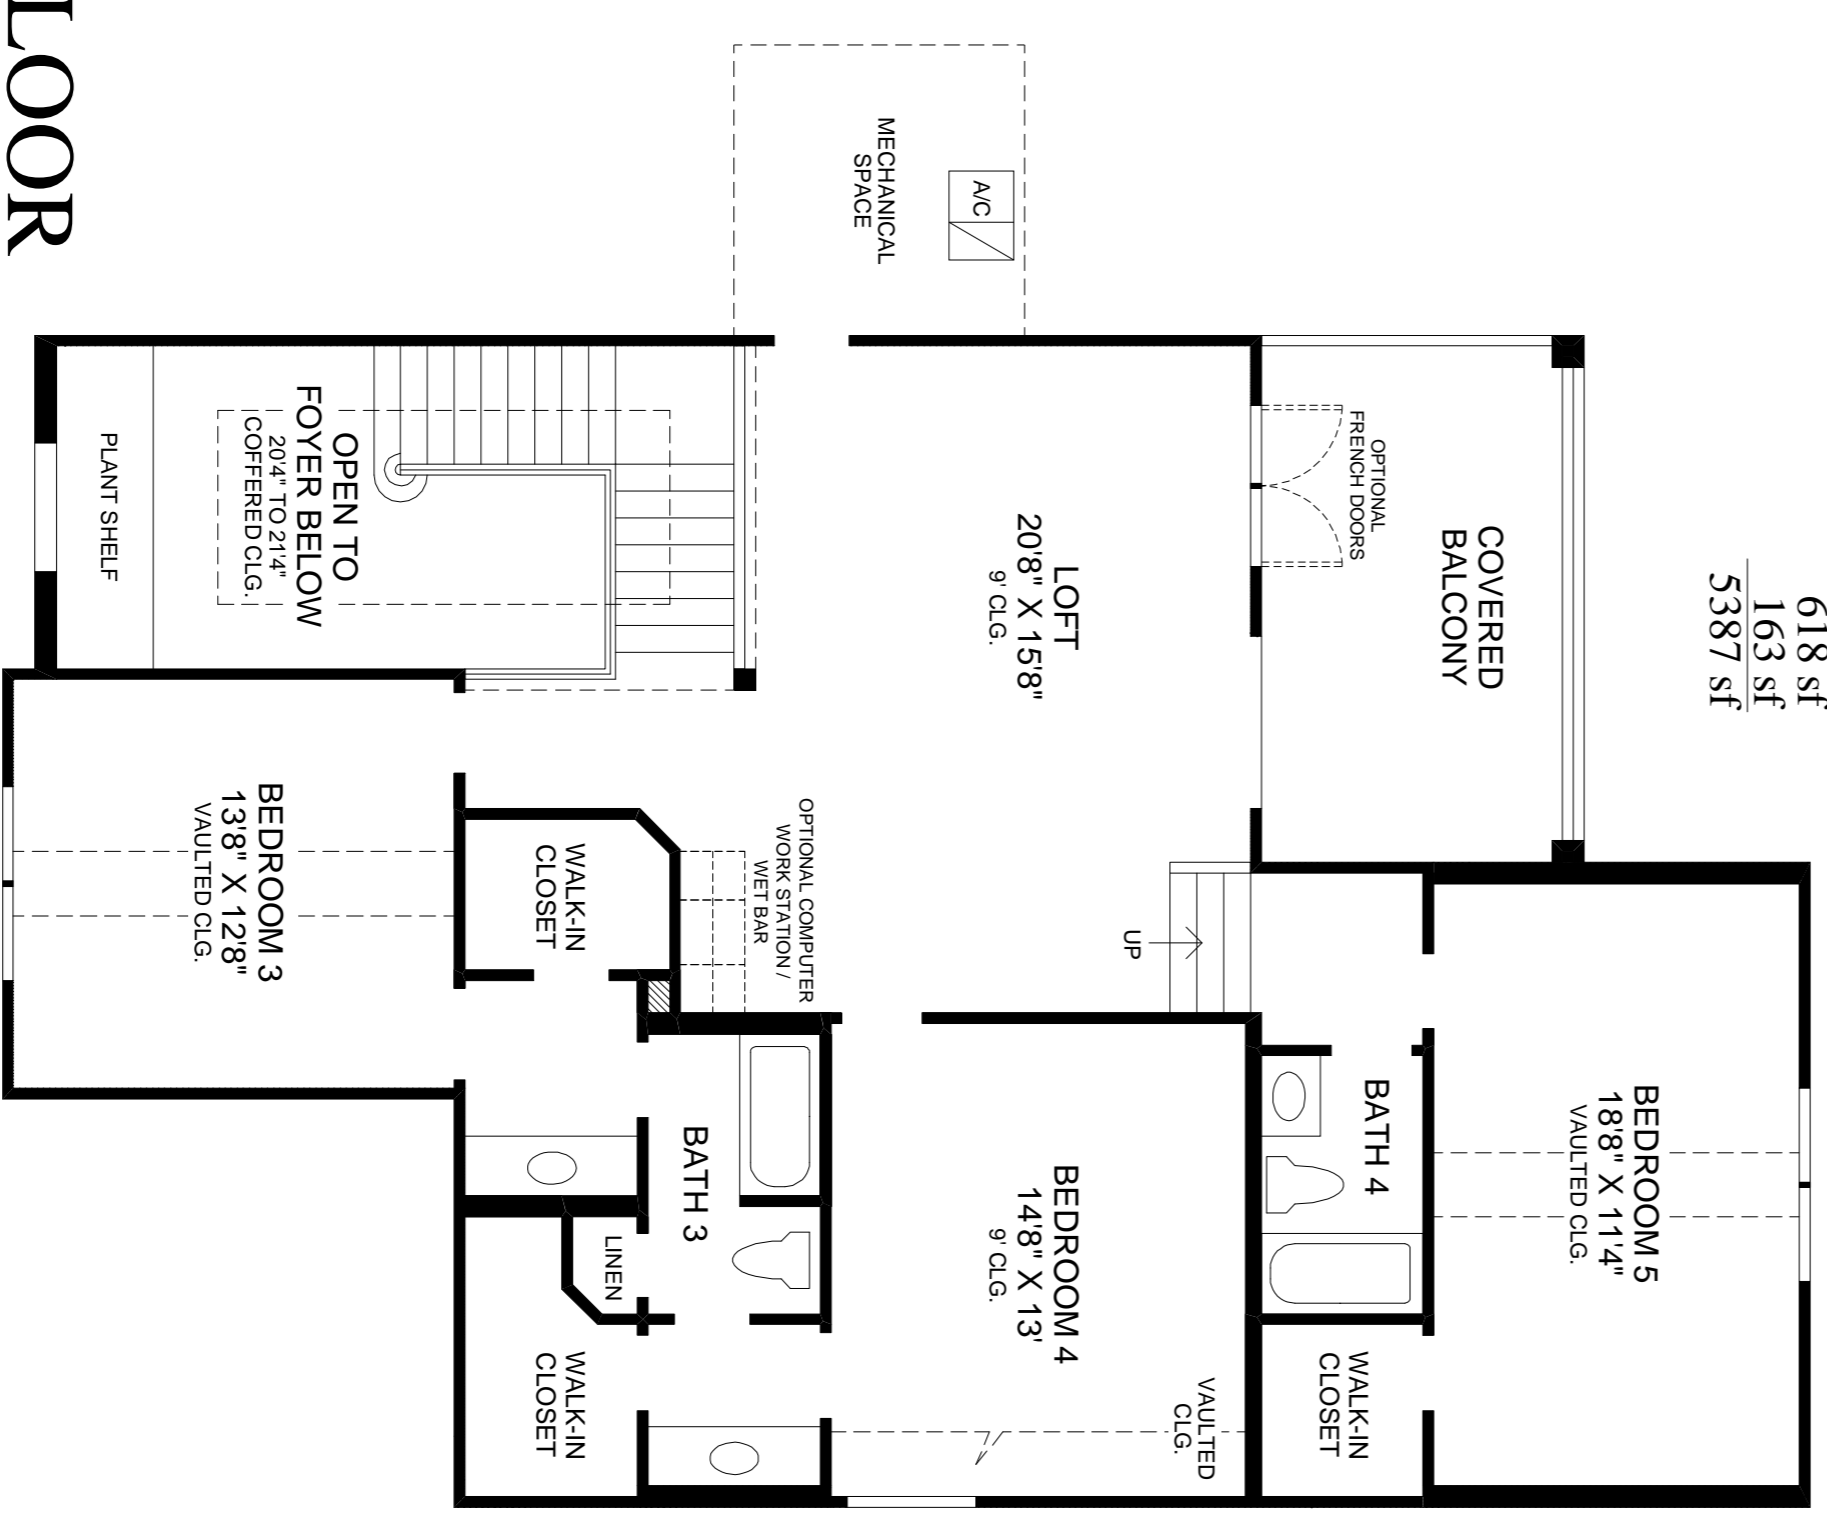 618 sf
163 sf
5387 sf
COVERED
BALCONY
OPTIONAL
FRENCH DOORS
BEDROOM 5
18'8" X 11'4"
VAULTED CLG.
BATH 4
WALK-IN
CLOSET
UP
VAULTED
CLG.
LOFT
20'8" X 15'8"
9' CLG.
BEDROOM 4
14'8" X 13'
9' CLG.
A/C
MECHANICAL
SPACE
OPTIONAL COMPUTER
WORK STATION /
WET BAR
BATH 3
LINEN
WALK-IN
CLOSET
WALK-IN
CLOSET
OPEN TO
FOYER BELOW
20'4" TO 21'4"
COFFERED CLG.
BEDROOM 3
13'8" X 12'8"
VAULTED CLG.
PLANT SHELF
LOOR